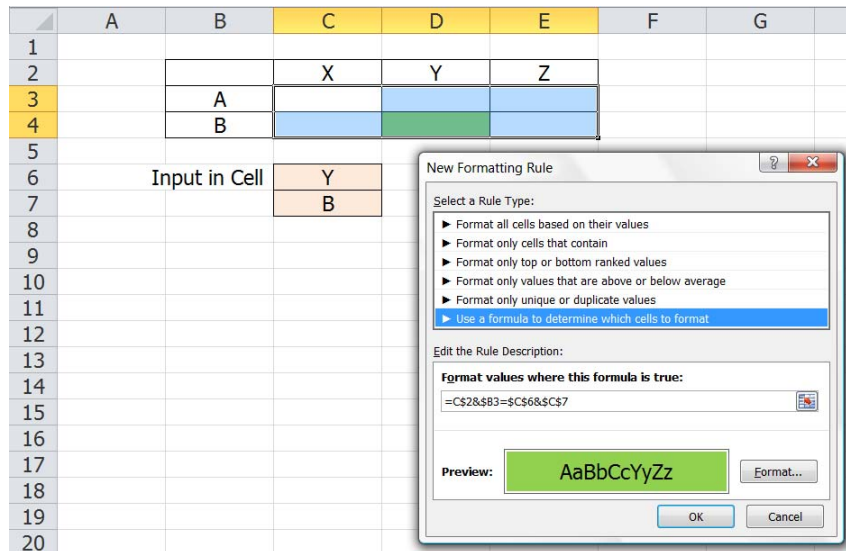 A B C D E F G
1
2 X Y Z
3 A
4 B
5
6 Input in Cell Y
7 B
8
9
10
11
12
13
14
15
16
17
18
19
20
New Formatting Rule
Select a Rule Type:
► Format all cells based on their values
► Format only cells that contain
► Format only top or bottom ranked values
► Format only values that are above or below average
► Format only unique or duplicate values
► Use a formula to determine which cells to format
Edit the Rule Description:
Format values where this formula is true:
=C$2&$B3=$C$6&$C$7
Preview: AaBbCcYyZz Format...
OK Cancel